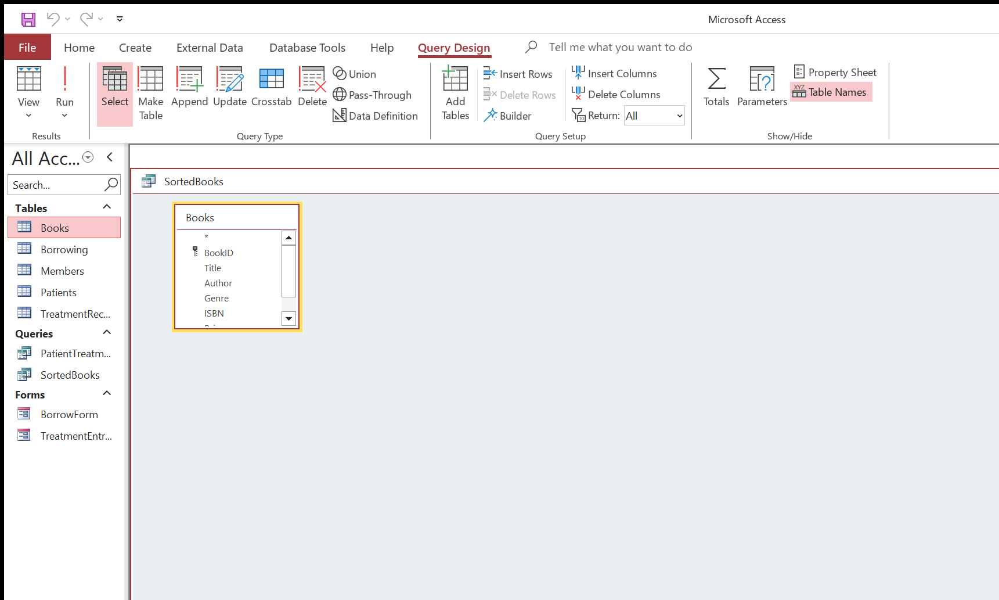 Microsoft Access
File Home Create External Data Database Tools Help Query Design Tell me what you want to do
View
Run
Results
Select
Make
Table
Append
Update
Crosstab
Delete
Union
Pass-Through
Data Definition
Query Type
Add
Tables
Insert Rows
Delete Rows
Builder
Insert Columns
Delete Columns
Return: All
Query Setup
Totals
Parameters
Property Sheet
XYZ
Table Names
Show/Hide
All Acc...
Search...
Tables
Books
Borrowing
Members
Patients
TreatmentRec...
Queries
PatientTreatm...
SortedBooks
Forms
BorrowForm
TreatmentEntr...
SortedBooks
Books
*
BookID
Title
Author
Genre
ISBN